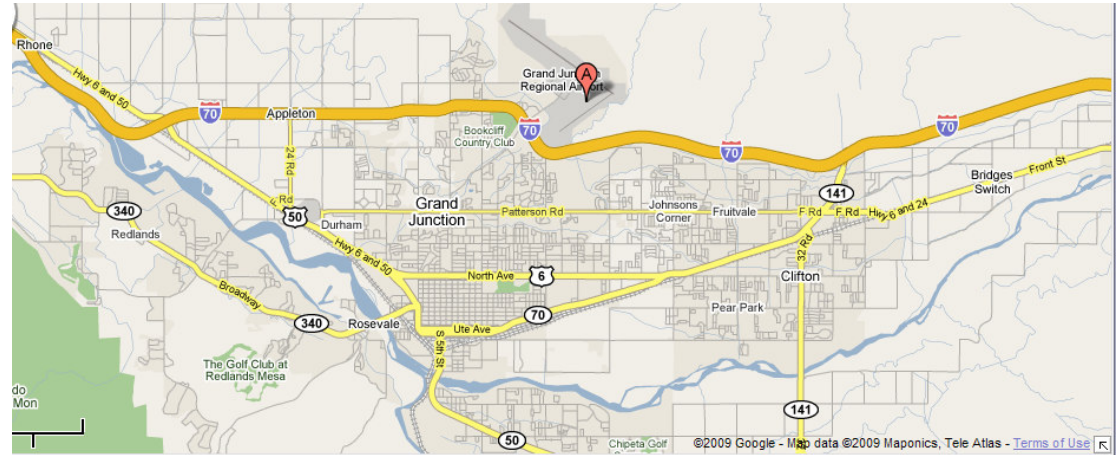 Rhone
Hwy 6 and 50
70
Appleton
24 Rd
Grand Junction
Regional Airport
A
Bookcliff
Country Club
70
70
70
Bridges
Switch
Front St
Hwy 6 and 24
141
F Rd
F Rd
Fruitvale
Johnsons
Corner
Patterson Rd
Grand
Junction
F Rd
50
Durham
340
Redlands
Hwy 6 and 50
North Ave
6
32 Rd
Clifton
Pear Park
Broadway
340
Rosevale
Ute Ave
70
S 5th St
The Golf Club at
Redlands Mesa
do
Mon
141
50
Chipeta Golf
©2009 Google - Map data ©2009 Maponics, Tele Atlas - Terms of Use